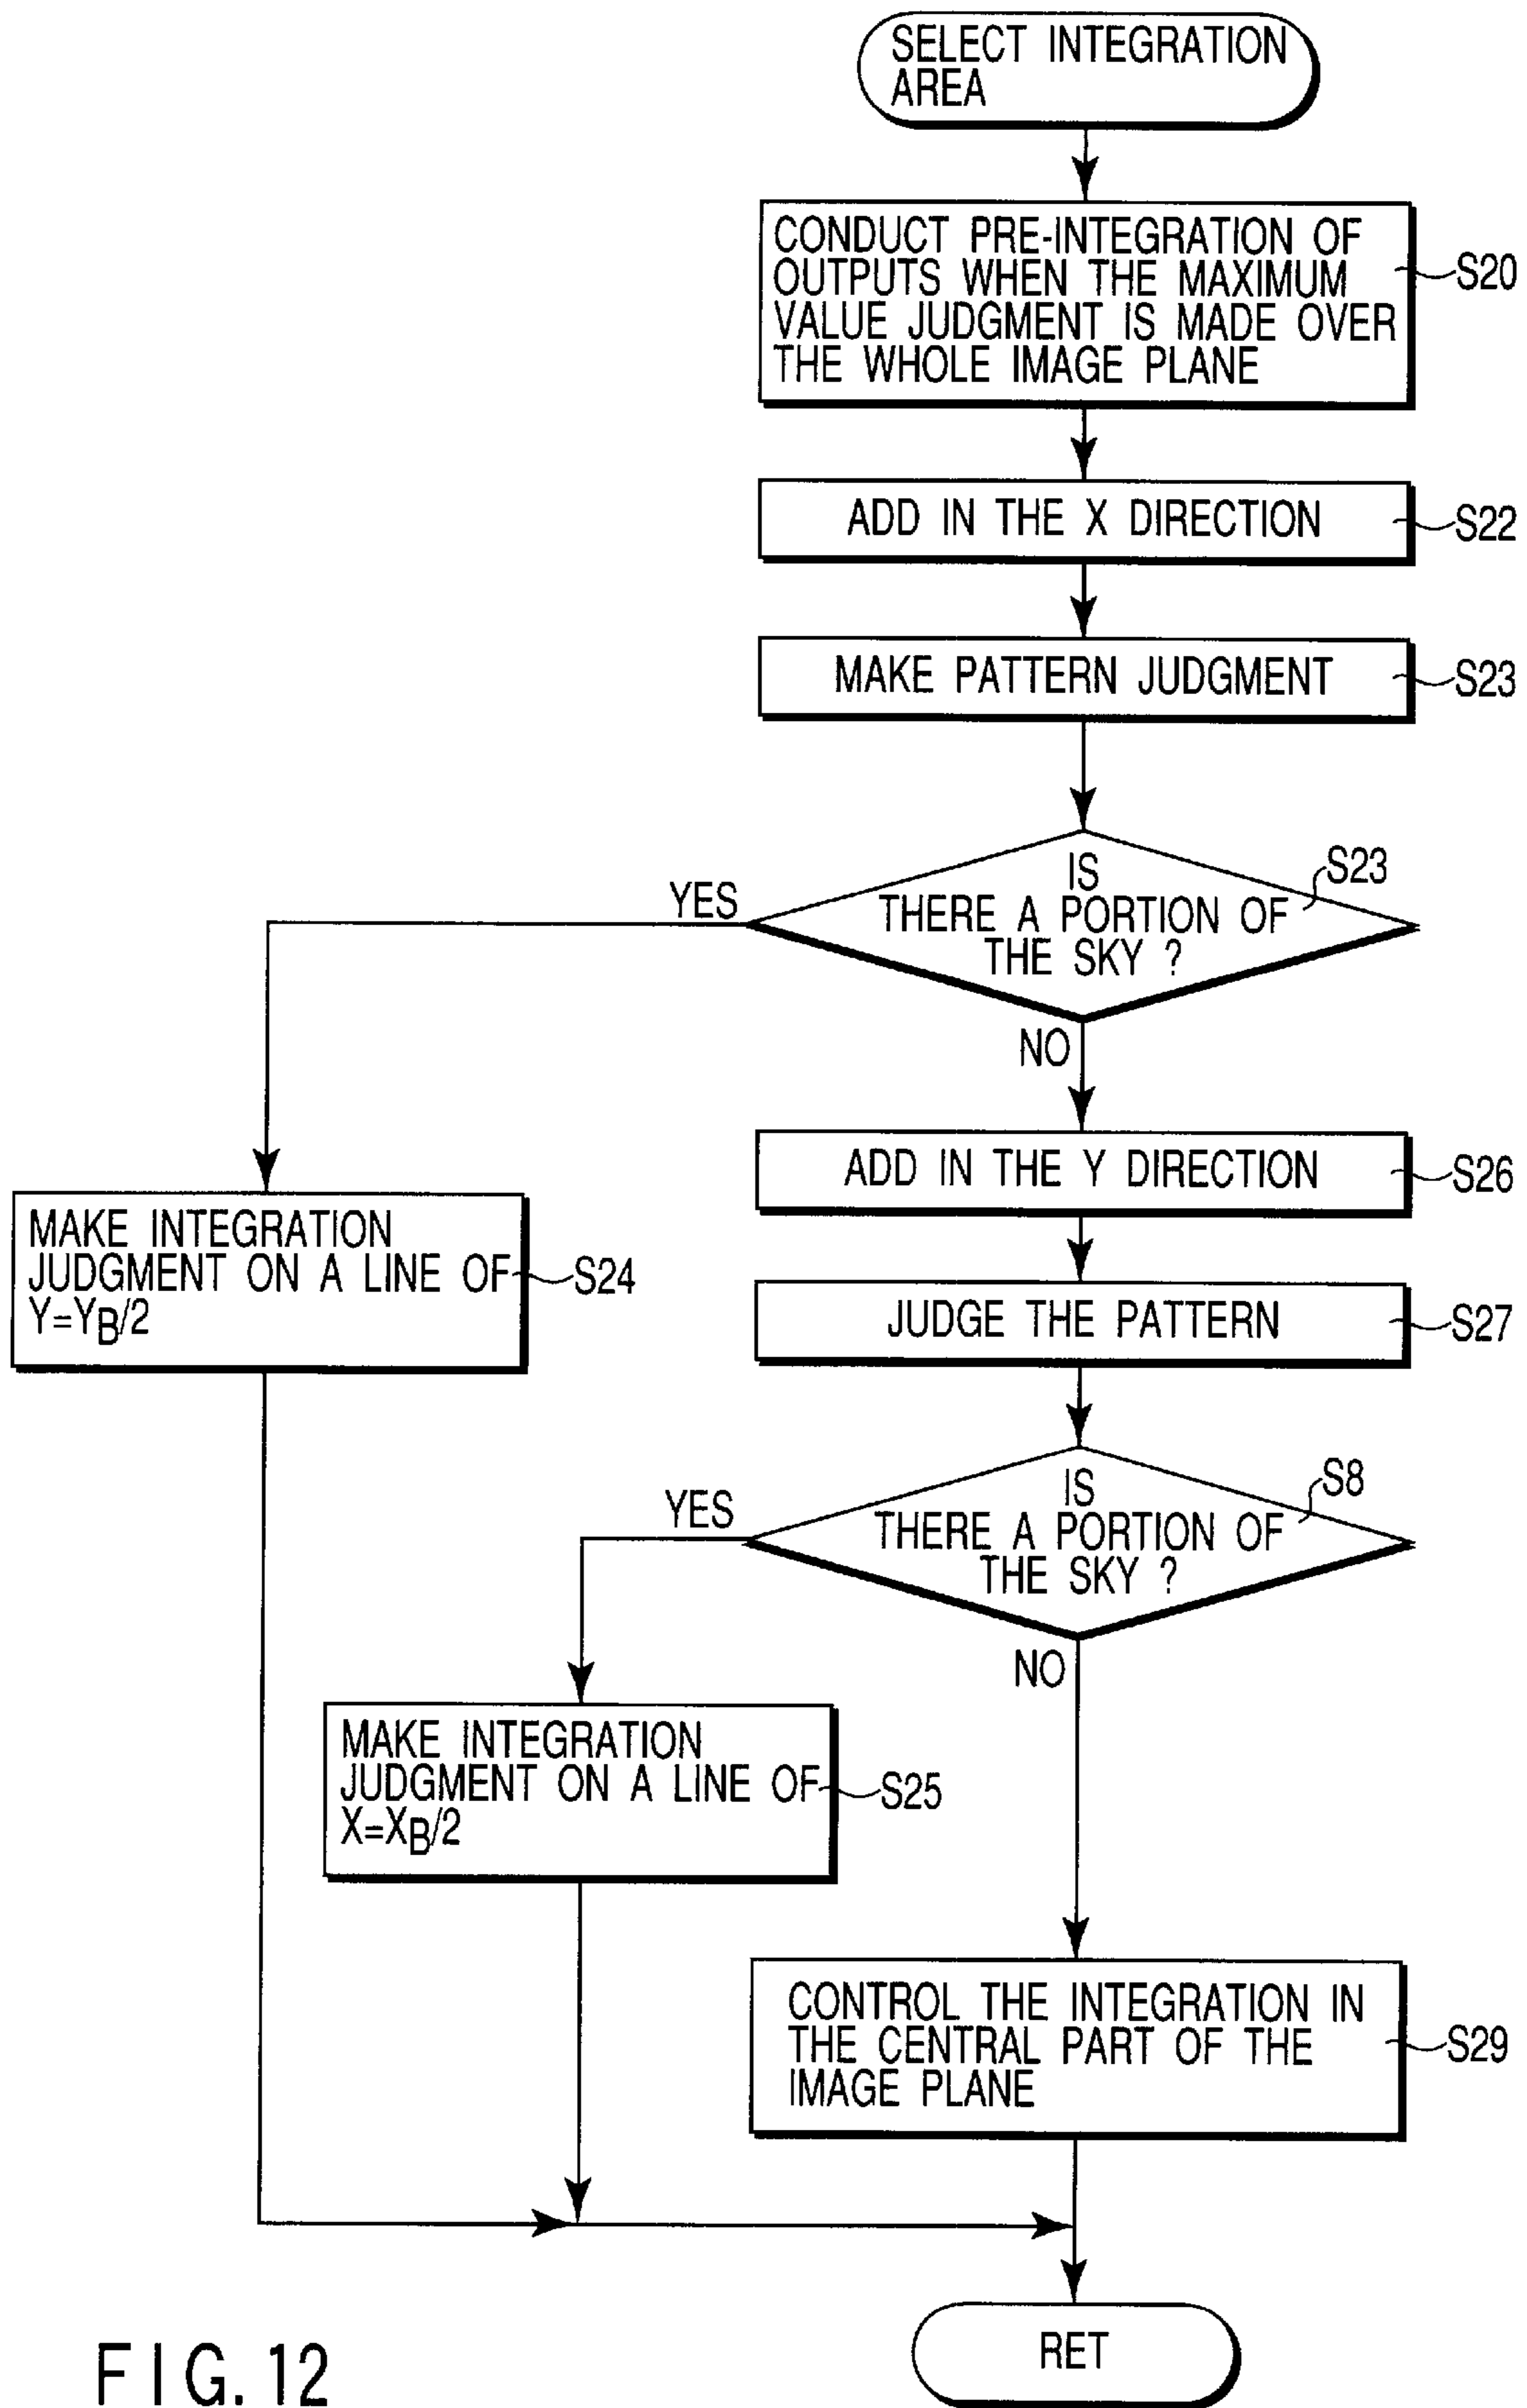 SELECT INTEGRATION
AREA
CONDUCT PRE-INTEGRATION OF
OUTPUTS WHEN THE MAXIMUM
VALUE JUDGMENT IS MADE OVER
THE WHOLE IMAGE PLANE
S20
ADD IN THE X DIRECTION
S22
MAKE PATTERN JUDGMENT
S23
IS
THERE A PORTION OF
THE SKY ?
S23
YES
NO
ADD IN THE Y DIRECTION
S26
MAKE INTEGRATION
JUDGMENT ON A LINE OF
Y=YB/2
S24
JUDGE THE PATTERN
S27
IS
THERE A PORTION OF
THE SKY ?
S8
YES
NO
MAKE INTEGRATION
JUDGMENT ON A LINE OF
X=XB/2
S25
CONTROL THE INTEGRATION IN
THE CENTRAL PART OF THE
IMAGE PLANE
S29
RET
FIG. 12